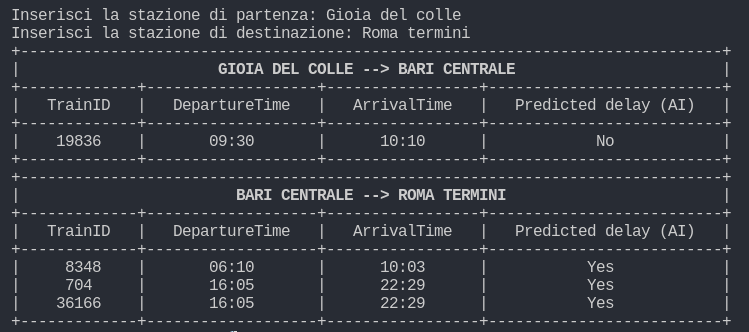 Inserisci la stazione di partenza: Gioia del colle
Inserisci la stazione di destinazione: Roma termini
+-----------------------------------------------------------------------------+
|                      GIOIA DEL COLLE --> BARI CENTRALE                      |
+-------------+-------------------+-----------------+-------------------------+
|   TrainID   |   DepartureTime   |   ArrivalTime   |   Predicted delay (AI)  |
+-------------+-------------------+-----------------+-------------------------+
|    19836    |       09:30       |      10:10      |            No           |
+-------------+-------------------+-----------------+-------------------------+
+-----------------------------------------------------------------------------+
|                        BARI CENTRALE --> ROMA TERMINI                       |
+-------------+-------------------+-----------------+-------------------------+
|   TrainID   |   DepartureTime   |   ArrivalTime   |   Predicted delay (AI)  |
+-------------+-------------------+-----------------+-------------------------+
|     8348    |       06:10       |      10:03      |           Yes           |
|     704     |       16:05       |      22:29      |           Yes           |
|    36166    |       16:05       |      22:29      |           Yes           |
+-------------+-------------------+-----------------+-------------------------+